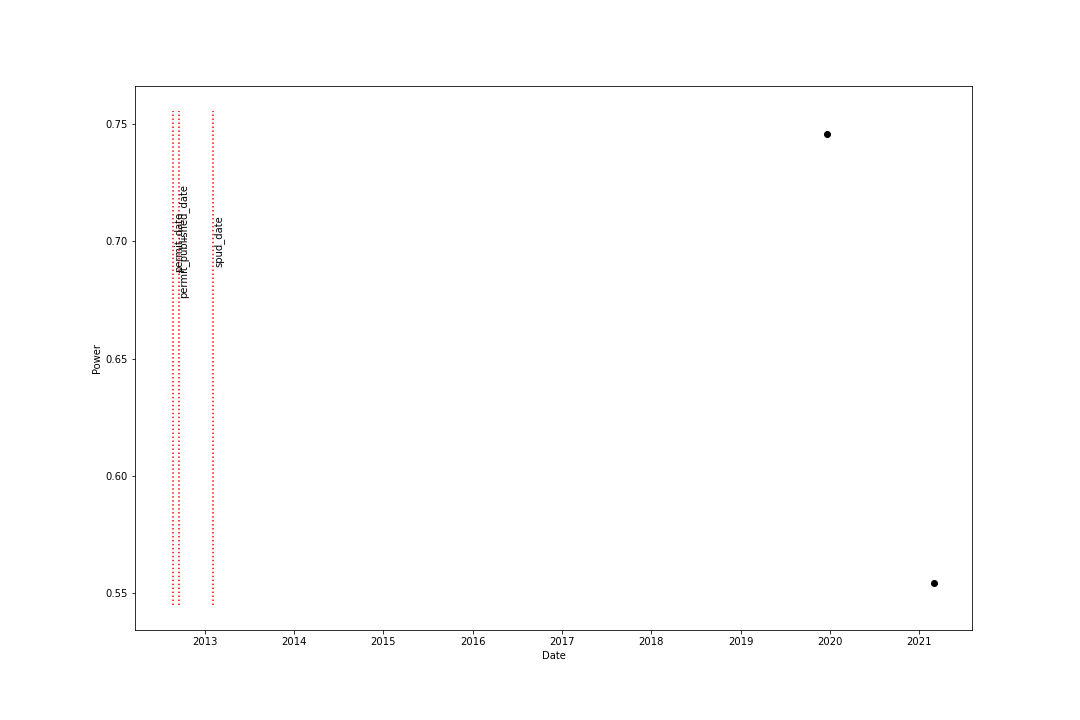 0.75
0.70
0.65
0.60
0.55
Power
permit_date
permit_published_date
spud_date
2013 2014 2015 2016 2017 2018 2019 2020 2021
Date